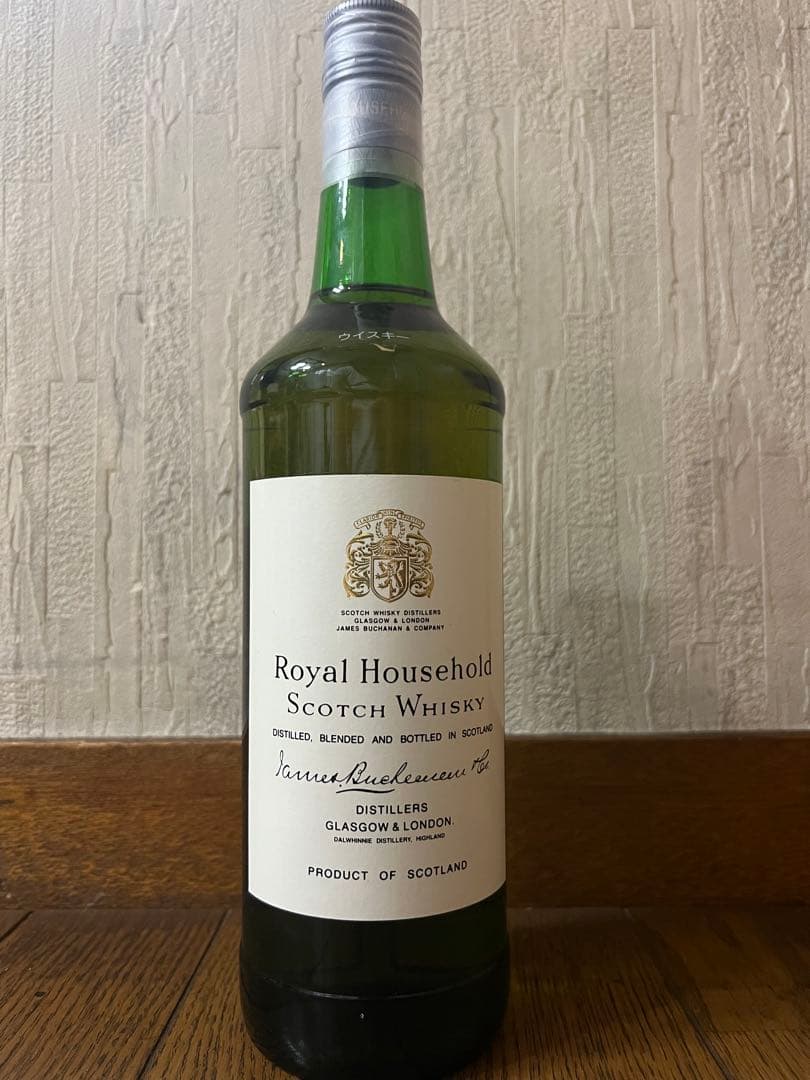 ウイスキー
SCOTCH WHISKY DISTILLERS
GLASGOW & LONDON
JAMES BUCHANAN & COMPANY
Royal Household
SCOTCH WHISKY
DISTILLED, BLENDED AND BOTTLED IN SCOTLAND
James Buchanan & Co
DISTILLERS
GLASGOW & LONDON.
DALWHINNIE DISTILLERY, HIGHLAND
PRODUCT OF SCOTLAND